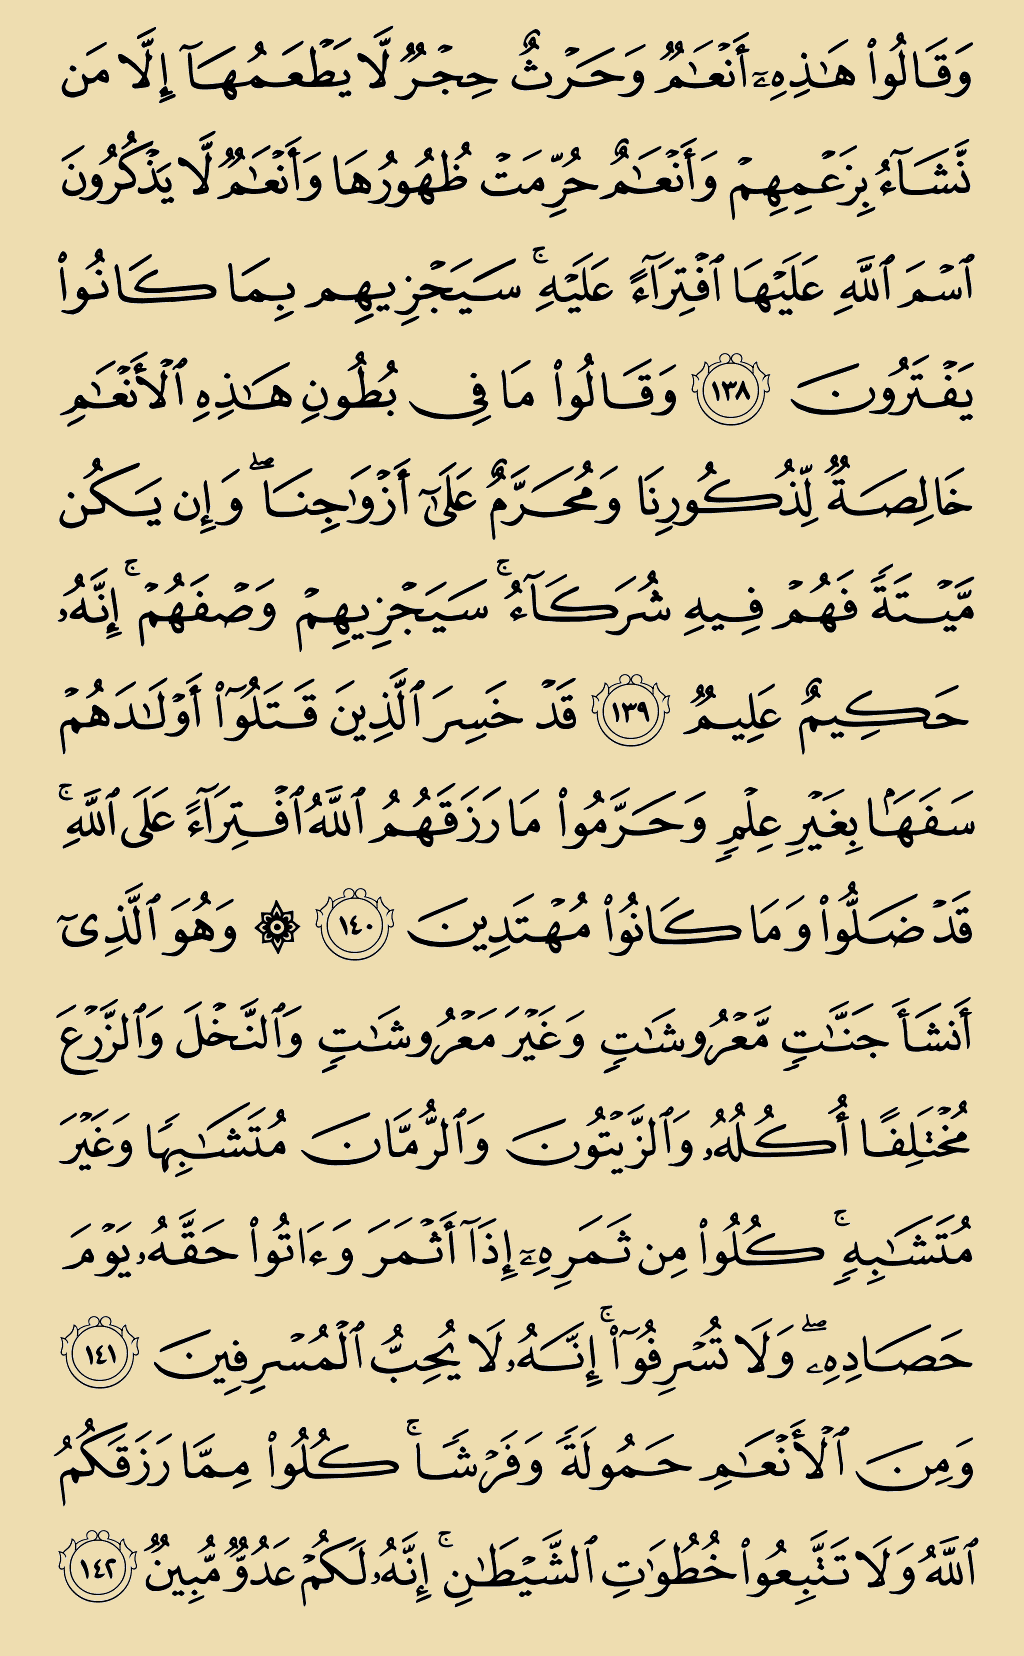 وَقَالُوا۟ هَـٰذِهِۦٓ أَنْعَـٰمٌ وَحَرْثٌ حِجْرٌ لَّا يَطْعَمُهَآ إِلَّا مَن
نَّشَآءُ بِزَعْمِهِمْ وَأَنْعَـٰمٌ حُرِّمَتْ ظُهُورُهَا وَأَنْعَـٰمٌ لَّا يَذْكُرُونَ
ٱسْمَ ٱللَّهِ عَلَيْهَا ٱفْتِرَآءً عَلَيْهِ ۚ سَيَجْزِيهِم بِمَا كَانُوا۟
يَفْتَرُونَ ١٣٨ وَقَالُوا۟ مَا فِى بُطُونِ هَـٰذِهِ ٱلْأَنْعَـٰمِ
خَالِصَةٌ لِّذُكُورِنَا وَمُحَرَّمٌ عَلَىٰٓ أَزْوَٰجِنَا ۖ وَإِن يَكُن
مَّيْتَةً فَهُمْ فِيهِ شُرَكَآءُ ۚ سَيَجْزِيهِمْ وَصْفَهُمْ ۚ إِنَّهُۥ
حَكِيمٌ عَلِيمٌ ١٣٩ قَدْ خَسِرَ ٱلَّذِينَ قَتَلُوٓا۟ أَوْلَـٰدَهُمْ
سَفَهًۢا بِغَيْرِ عِلْمٍ وَحَرَّمُوا۟ مَا رَزَقَهُمُ ٱللَّهُ ٱفْتِرَآءً عَلَى ٱللَّهِ ۚ
قَدْ ضَلُّوا۟ وَمَا كَانُوا۟ مُهْتَدِينَ ١٤٠ ۞ وَهُوَ ٱلَّذِىٓ
أَنشَأَ جَنَّـٰتٍ مَّعْرُوشَـٰتٍ وَغَيْرَ مَعْرُوشَـٰتٍ وَٱلنَّخْلَ وَٱلزَّرْعَ
مُخْتَلِفًا أُكُلُهُۥ وَٱلزَّيْتُونَ وَٱلرُّمَّانَ مُتَشَـٰبِهًا وَغَيْرَ
مُتَشَـٰبِهٍ ۚ كُلُوا۟ مِن ثَمَرِهِۦٓ إِذَآ أَثْمَرَ وَءَاتُوا۟ حَقَّهُۥ يَوْمَ
حَصَادِهِۦ ۖ وَلَا تُسْرِفُوٓا۟ ۚ إِنَّهُۥ لَا يُحِبُّ ٱلْمُسْرِفِينَ ١٤١
وَمِنَ ٱلْأَنْعَـٰمِ حَمُولَةً وَفَرْشًا ۚ كُلُوا۟ مِمَّا رَزَقَكُمُ
ٱللَّهُ وَلَا تَتَّبِعُوا۟ خُطُوَٰتِ ٱلشَّيْطَـٰنِ ۚ إِنَّهُۥ لَكُمْ عَدُوٌّ مُّبِينٌ ١٤٢